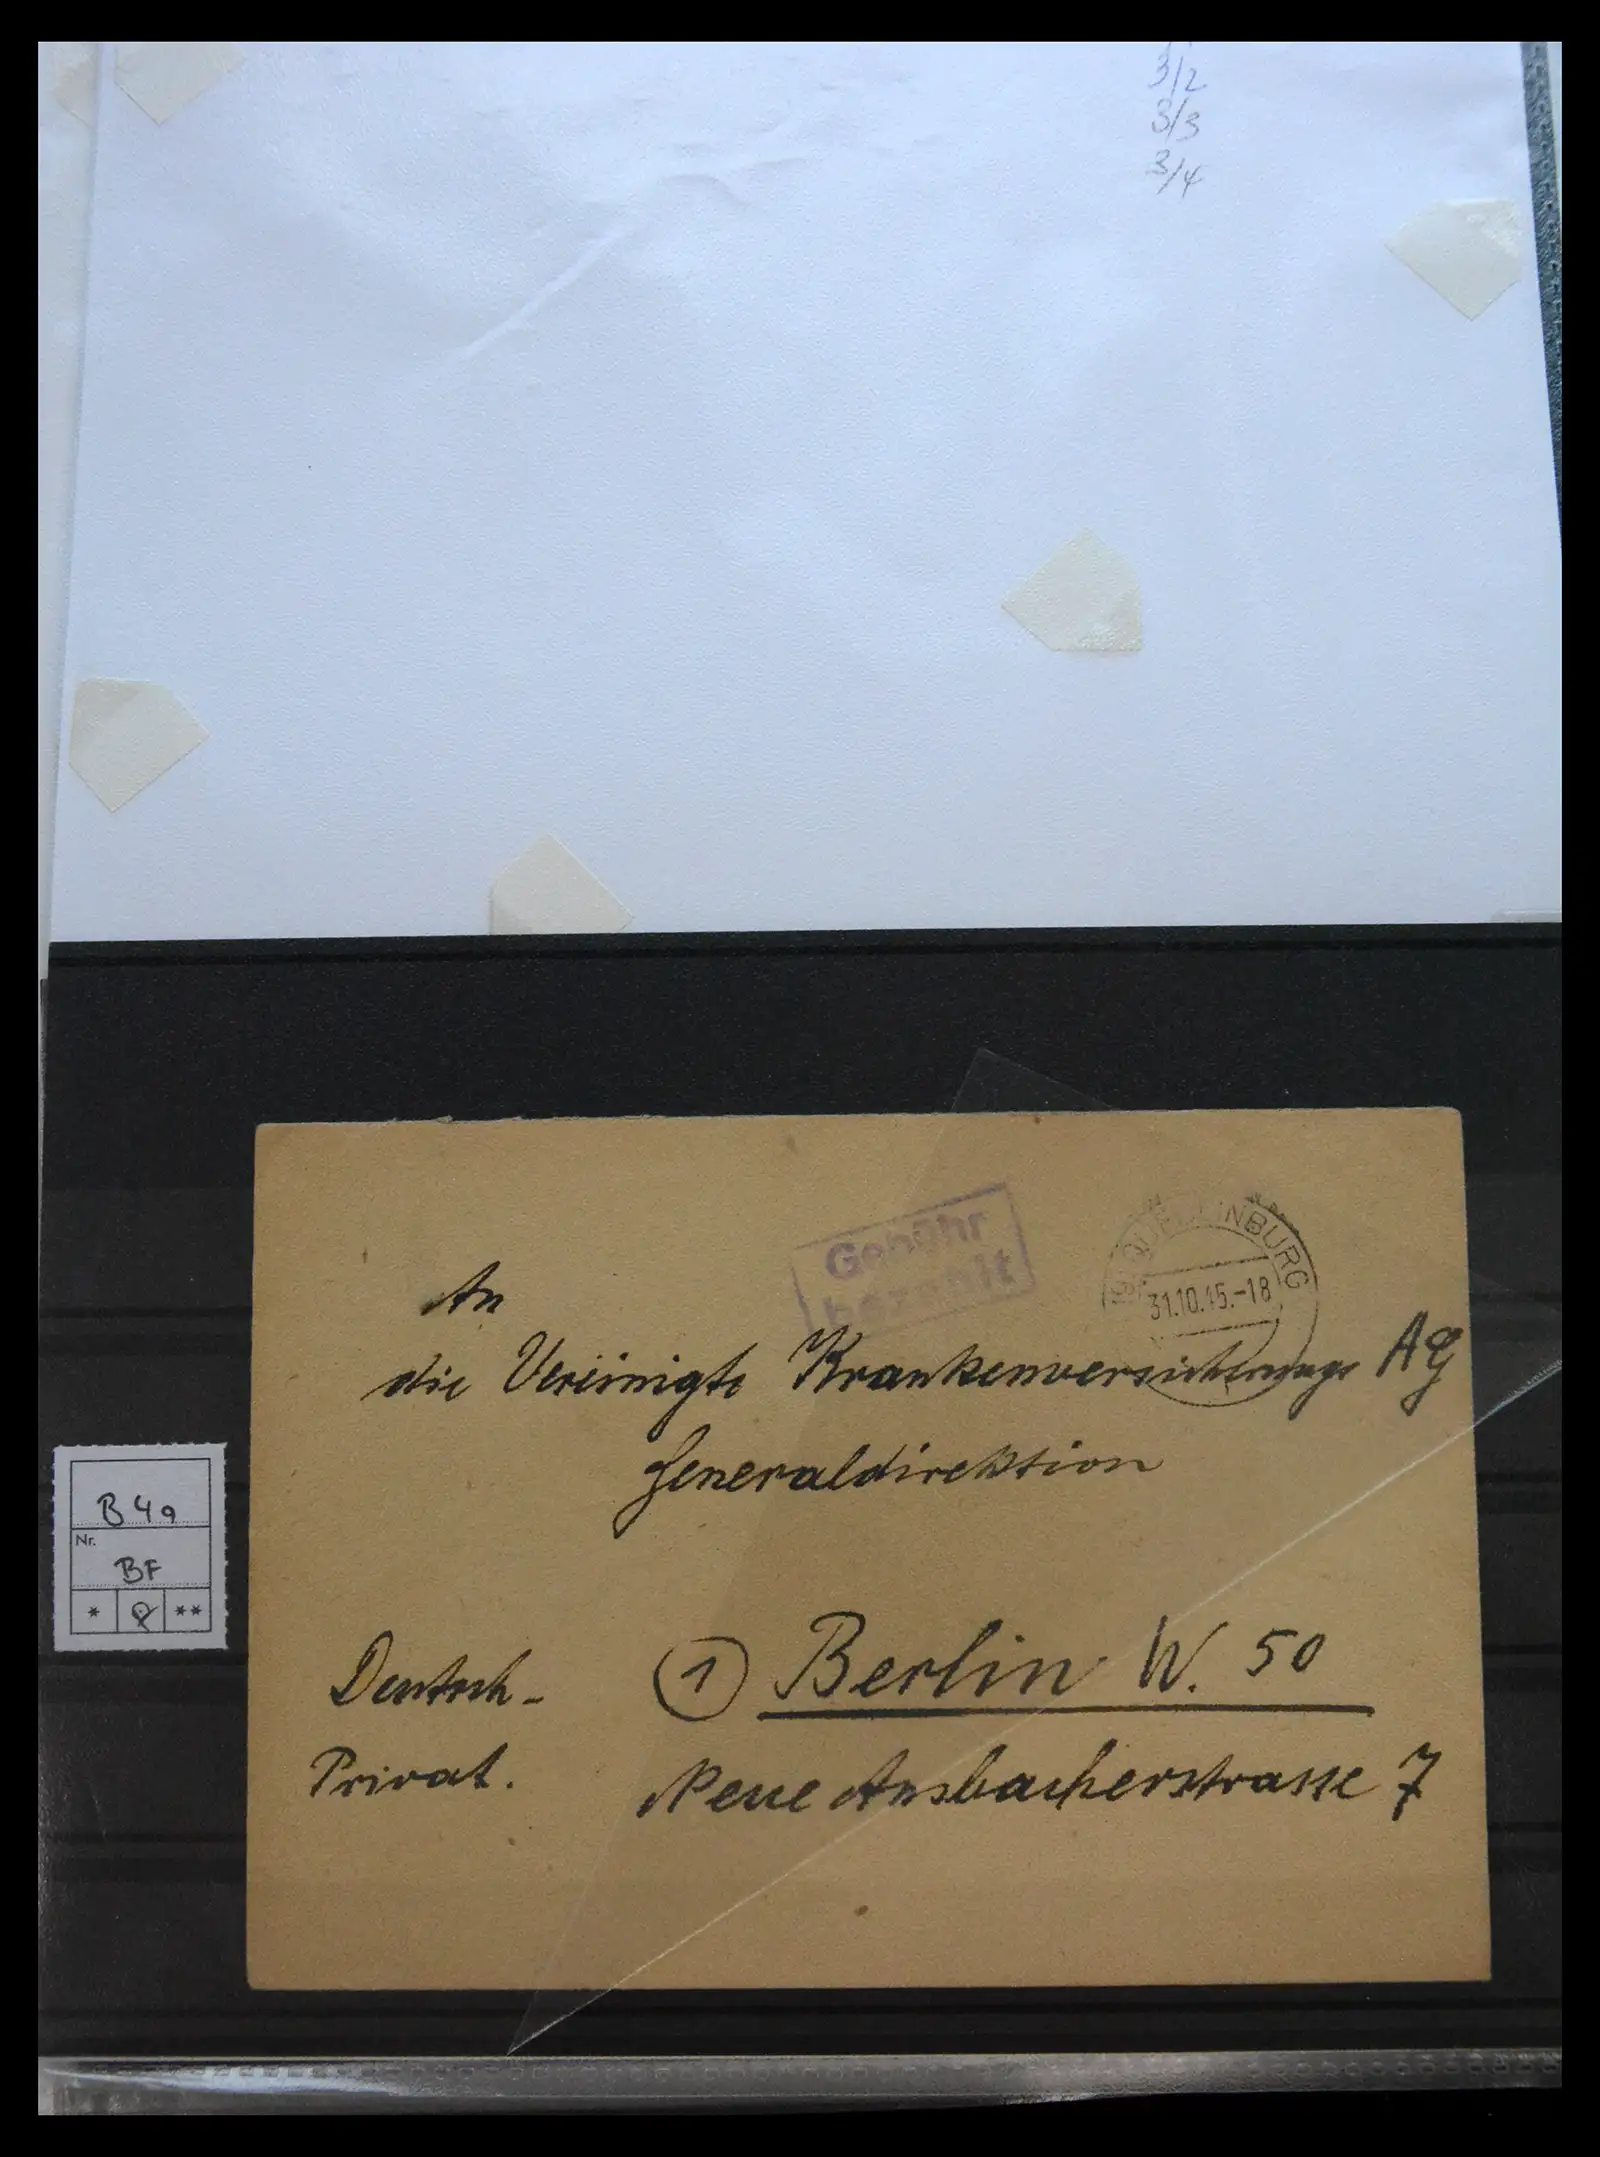 3/2
3/3
3/4
Gebühr
bezahlt
QUEDLINBURG
31.10.45.-18
An
die Vereinigte Krankenversicherungs AG
Generaldirektion
B 4a
Nr.
BF
* **
Deutsch-
Privat.
1 Berlin W. 50
Neue Ansbacherstrasse 7